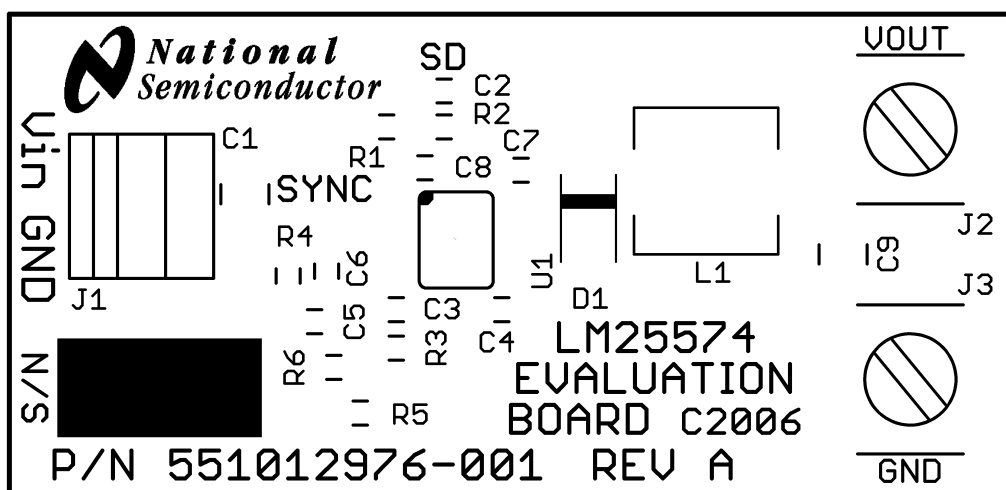 National
Semiconductor
SD
VOUT
C2
R2
C7
R1
C8
C1
Vin GND
SYNC
R4
C6
U1
L1
C9
J2
J3
J1
D1
C3
C5
R3
C4
R6
R5
N/S
LM25574
EVALUATION
BOARD C2006
P/N 551012976-001 REV A
GND